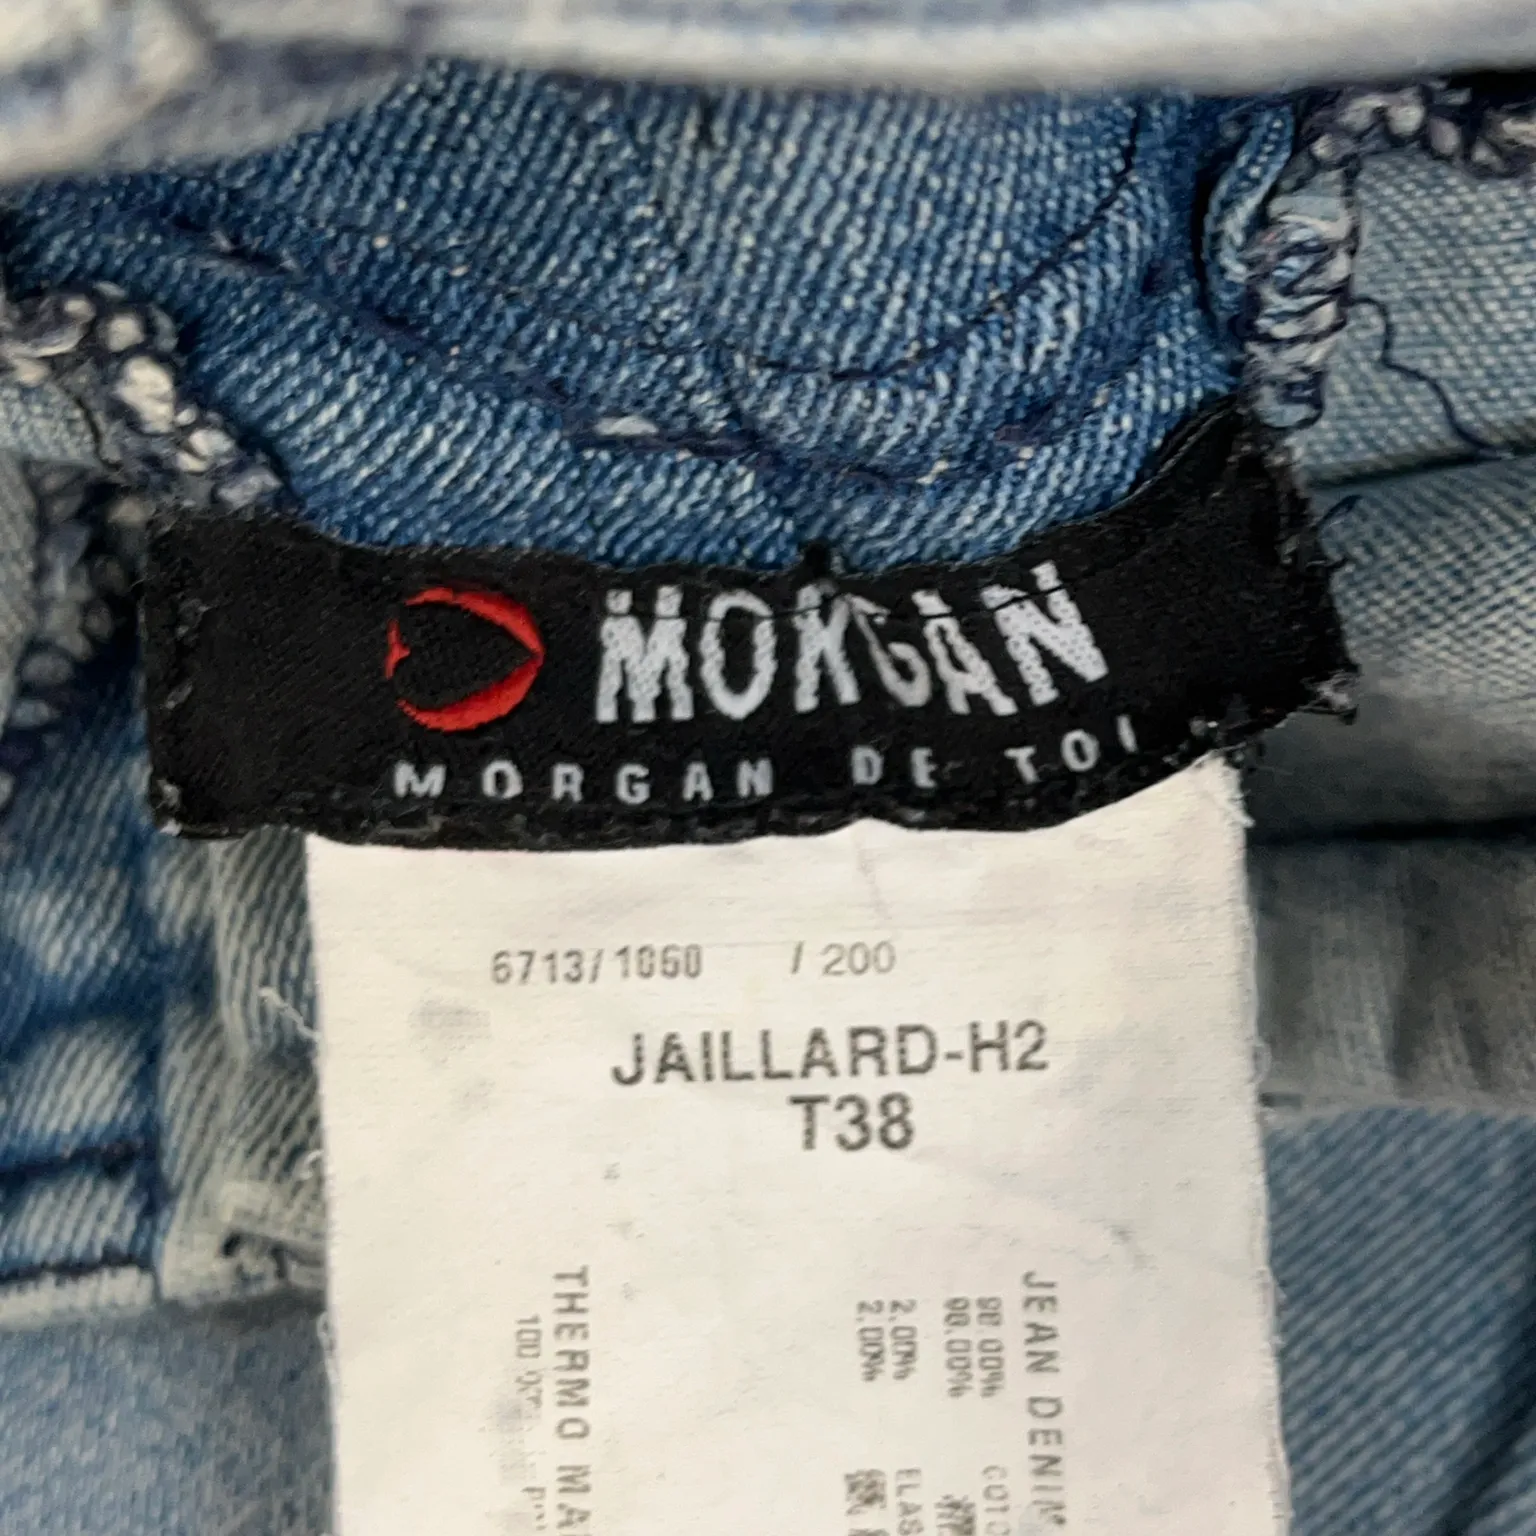 MORGAN
MORGAN DE TOI
6713/1060 / 200
JAILLARD-H2
T38
JEAN DENIM
98.00%
98.00%
2.00%
2.00%
ELAS
THERMO MA